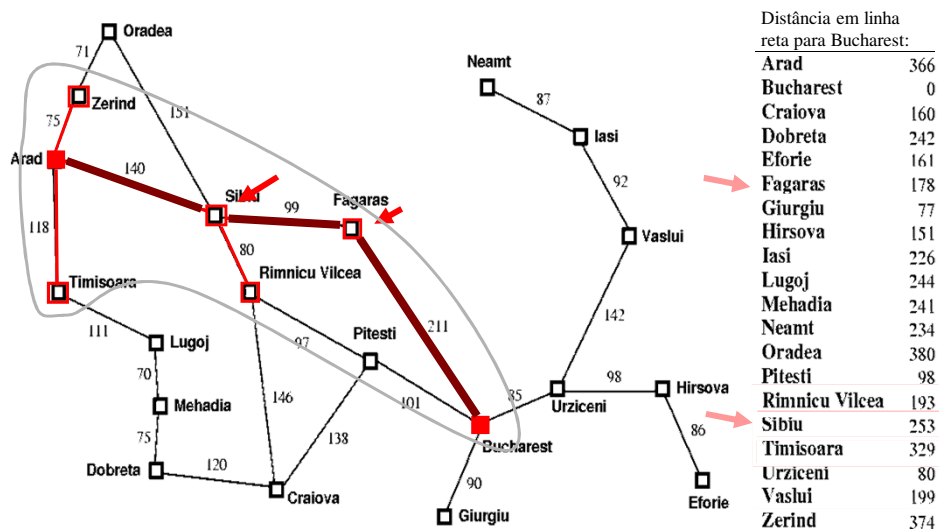 Oradea
71
Neamt
Zerind
87
151
75
Iasi
Arad
140
92
Sibiu
Fagaras
99
118
Vaslui
80
Timisoara
Rimnicu Vilcea
211
142
111
Pitesti
Lugoj
97
70
98
Hirsova
146
101
85
Urziceni
Mehadia
75
138
86
Bucharest
Dobreta
120
90
Craiova
Eforie
Giurgiu
Distância em linha
reta para Bucharest:
Arad 366
Bucharest 0
Craiova 160
Dobreta 242
Eforie 161
Fagaras 178
Giurgiu 77
Hirsova 151
Iasi 226
Lugoj 244
Mehadia 241
Neamt 234
Oradea 380
Pitesti 98
Rimnicu Vilcea 193
Sibiu 253
Timisoara 329
Urziceni 80
Vaslui 199
Zerind 374